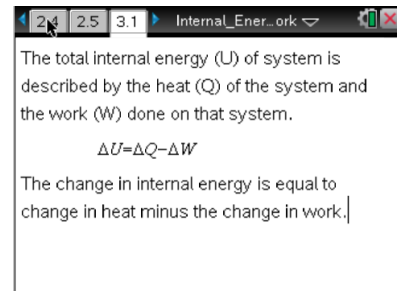 2.4 2.5 3.1 Internal_Ener…ork
The total internal energy (U) of system is
described by the heat (Q) of the system and
the work (W) done on that system.
ΔU=ΔQ−ΔW
The change in internal energy is equal to
change in heat minus the change in work.